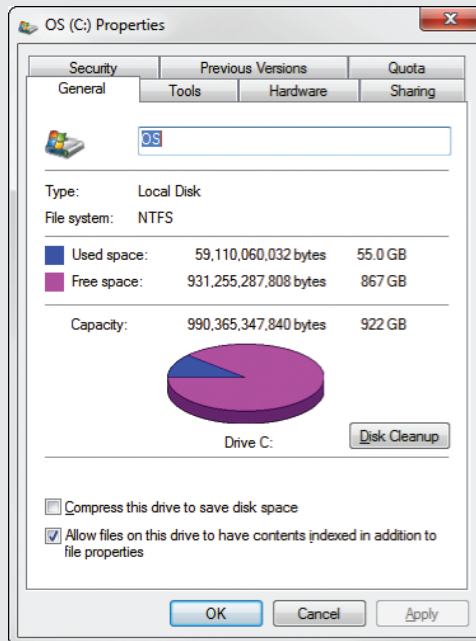 OS (C:) Properties
Security Previous Versions Quota
General Tools Hardware Sharing
OS
Type: Local Disk
File system: NTFS
Used space: 59,110,060,032 bytes 55.0 GB
Free space: 931,255,287,808 bytes 867 GB
Capacity: 990,365,347,840 bytes 922 GB
Drive C:
Disk Cleanup
Compress this drive to save disk space
Allow files on this drive to have contents indexed in addition to
file properties
OK Cancel Apply